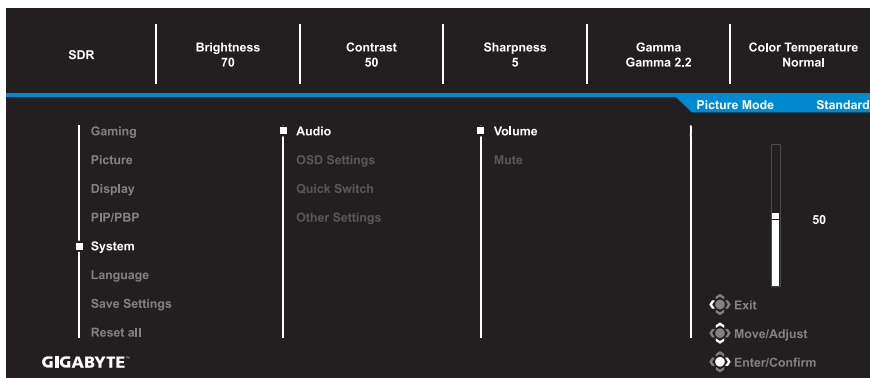 SDR
Brightness
70
Contrast
50
Sharpness
5
Gamma
Gamma 2.2
Color Temperature
Normal
Picture Mode Standard
Gaming
Picture
Display
PIP/PBP
System
Language
Save Settings
Reset all
Audio
OSD Settings
Quick Switch
Other Settings
Volume
Mute
50
Exit
Move/Adjust
Enter/Confirm
GIGABYTE™